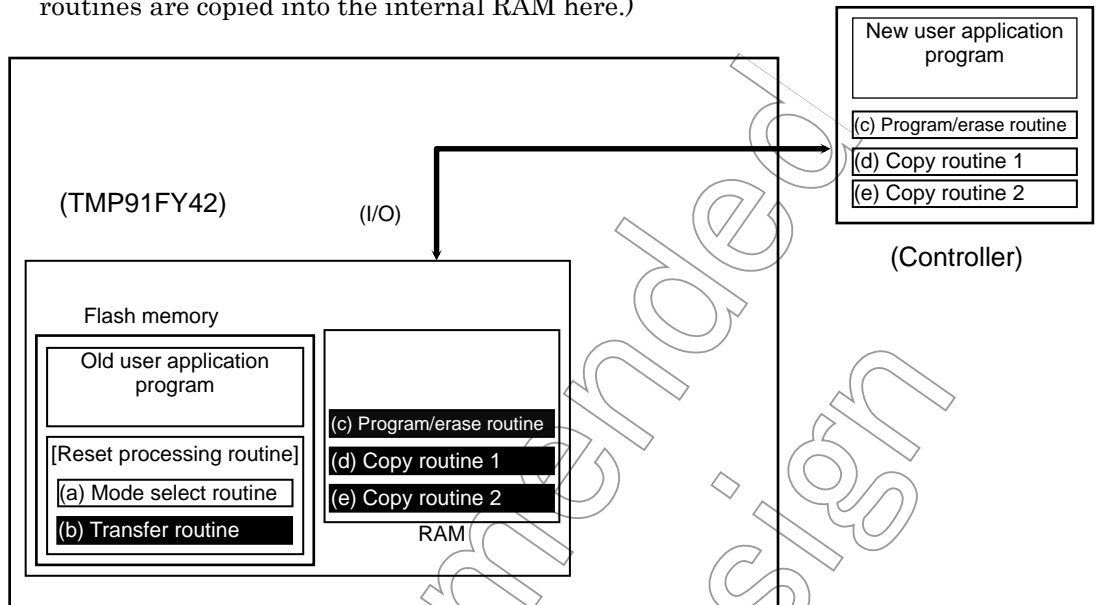 routines are copied into the internal RAM here.)
New user application
program
(c) Program/erase routine
(d) Copy routine 1
(e) Copy routine 2
(Controller)
(TMP91FY42)
(I/O)
Flash memory
Old user application
program
[Reset processing routine]
(a) Mode select routine
(b) Transfer routine
(c) Program/erase routine
(d) Copy routine 1
(e) Copy routine 2
RAM